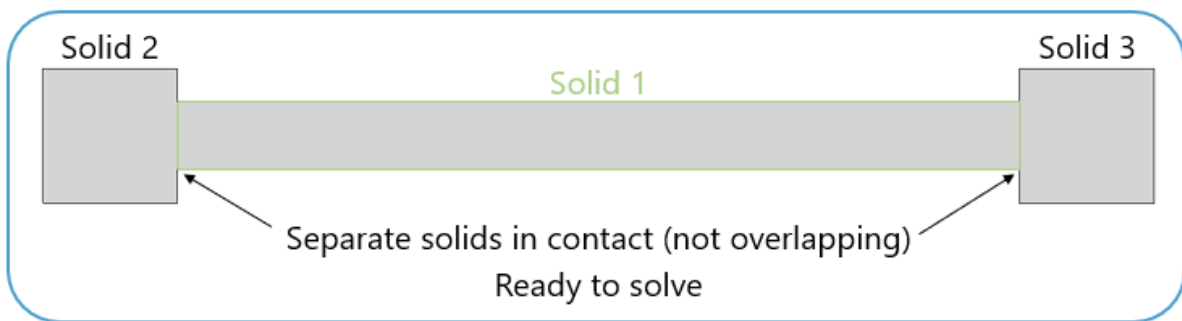 Solid 2
Solid 3
Solid 1
Separate solids in contact (not overlapping)
Ready to solve